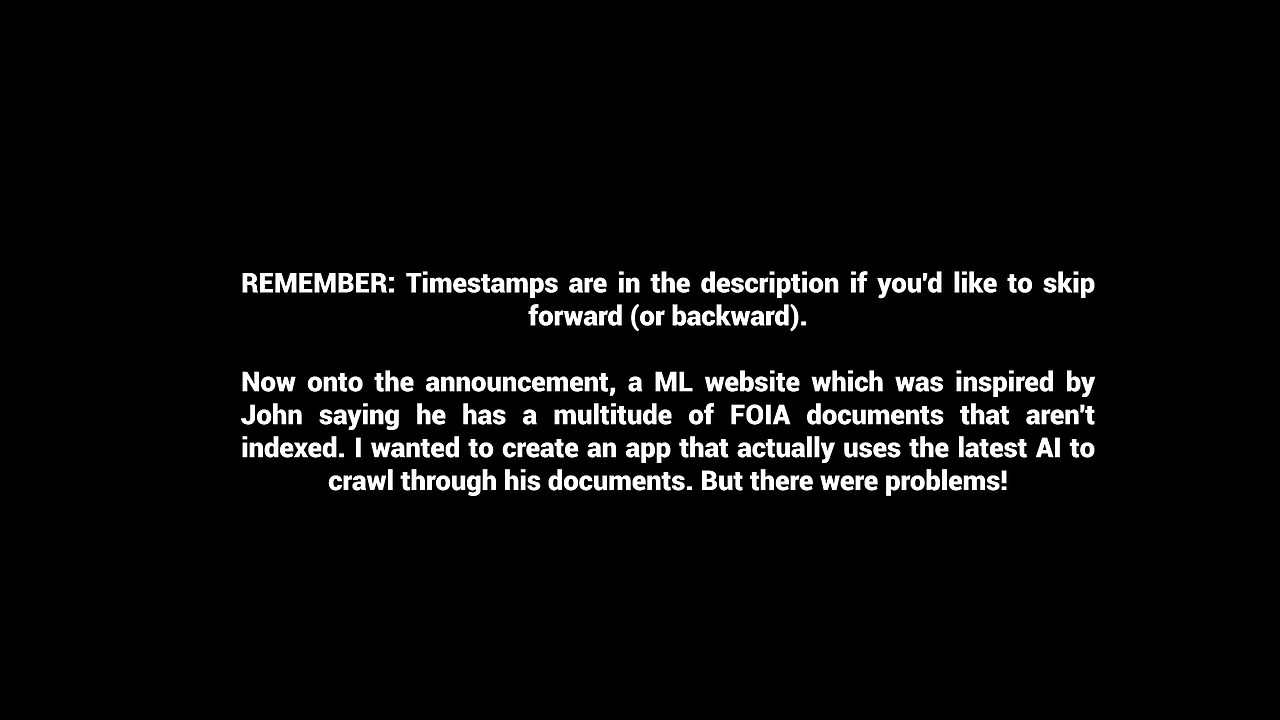 REMEMBER: Timestamps are in the description if you'd like to skip
forward (or backward).
Now onto the announcement, a ML website which was inspired by
John saying he has a multitude of FOIA documents that aren't
indexed. I wanted to create an app that actually uses the latest AI to
crawl through his documents. But there were problems!